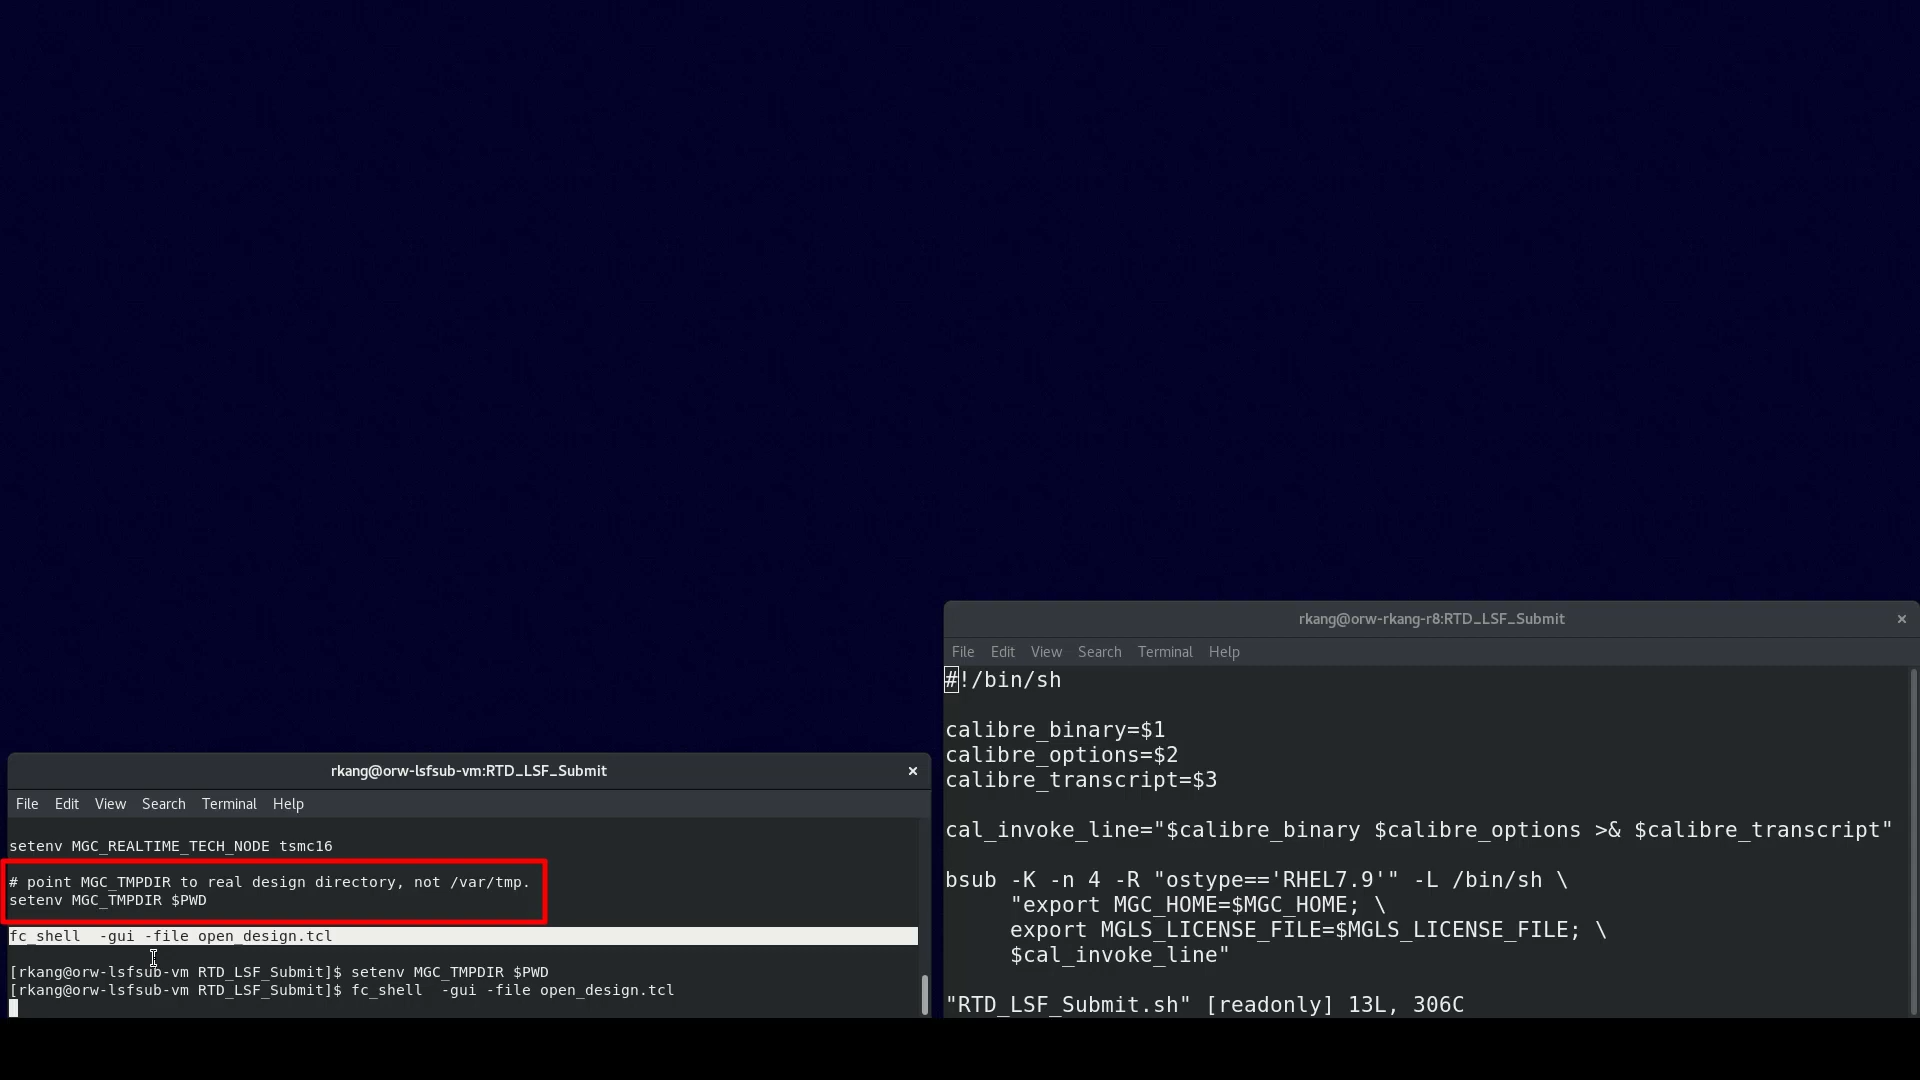 rkang@orw-lsfsub-vm:RTD_LSF_Submit ×
File Edit View Search Terminal Help
setenv MGC_REALTIME_TECH_NODE tsmc16
# point MGC_TMPDIR to real design directory, not /var/tmp.
setenv MGC_TMPDIR $PWD
fc_shell  -gui -file open_design.tcl
[rkang@orw-lsfsub-vm RTD_LSF_Submit]$ setenv MGC_TMPDIR $PWD
[rkang@orw-lsfsub-vm RTD_LSF_Submit]$ fc_shell  -gui -file open_design.tcl
rkang@orw-rkang-r8:RTD_LSF_Submit ×
File Edit View Search Terminal Help
#!/bin/sh
calibre_binary=$1
calibre_options=$2
calibre_transcript=$3
cal_invoke_line="$calibre_binary $calibre_options >& $calibre_transcript"
bsub -K -n 4 -R "ostype=='RHEL7.9'" -L /bin/sh \
"export MGC_HOME=$MGC_HOME; \
export MGLS_LICENSE_FILE=$MGLS_LICENSE_FILE; \
$cal_invoke_line"
"RTD_LSF_Submit.sh" [readonly] 13L, 306C